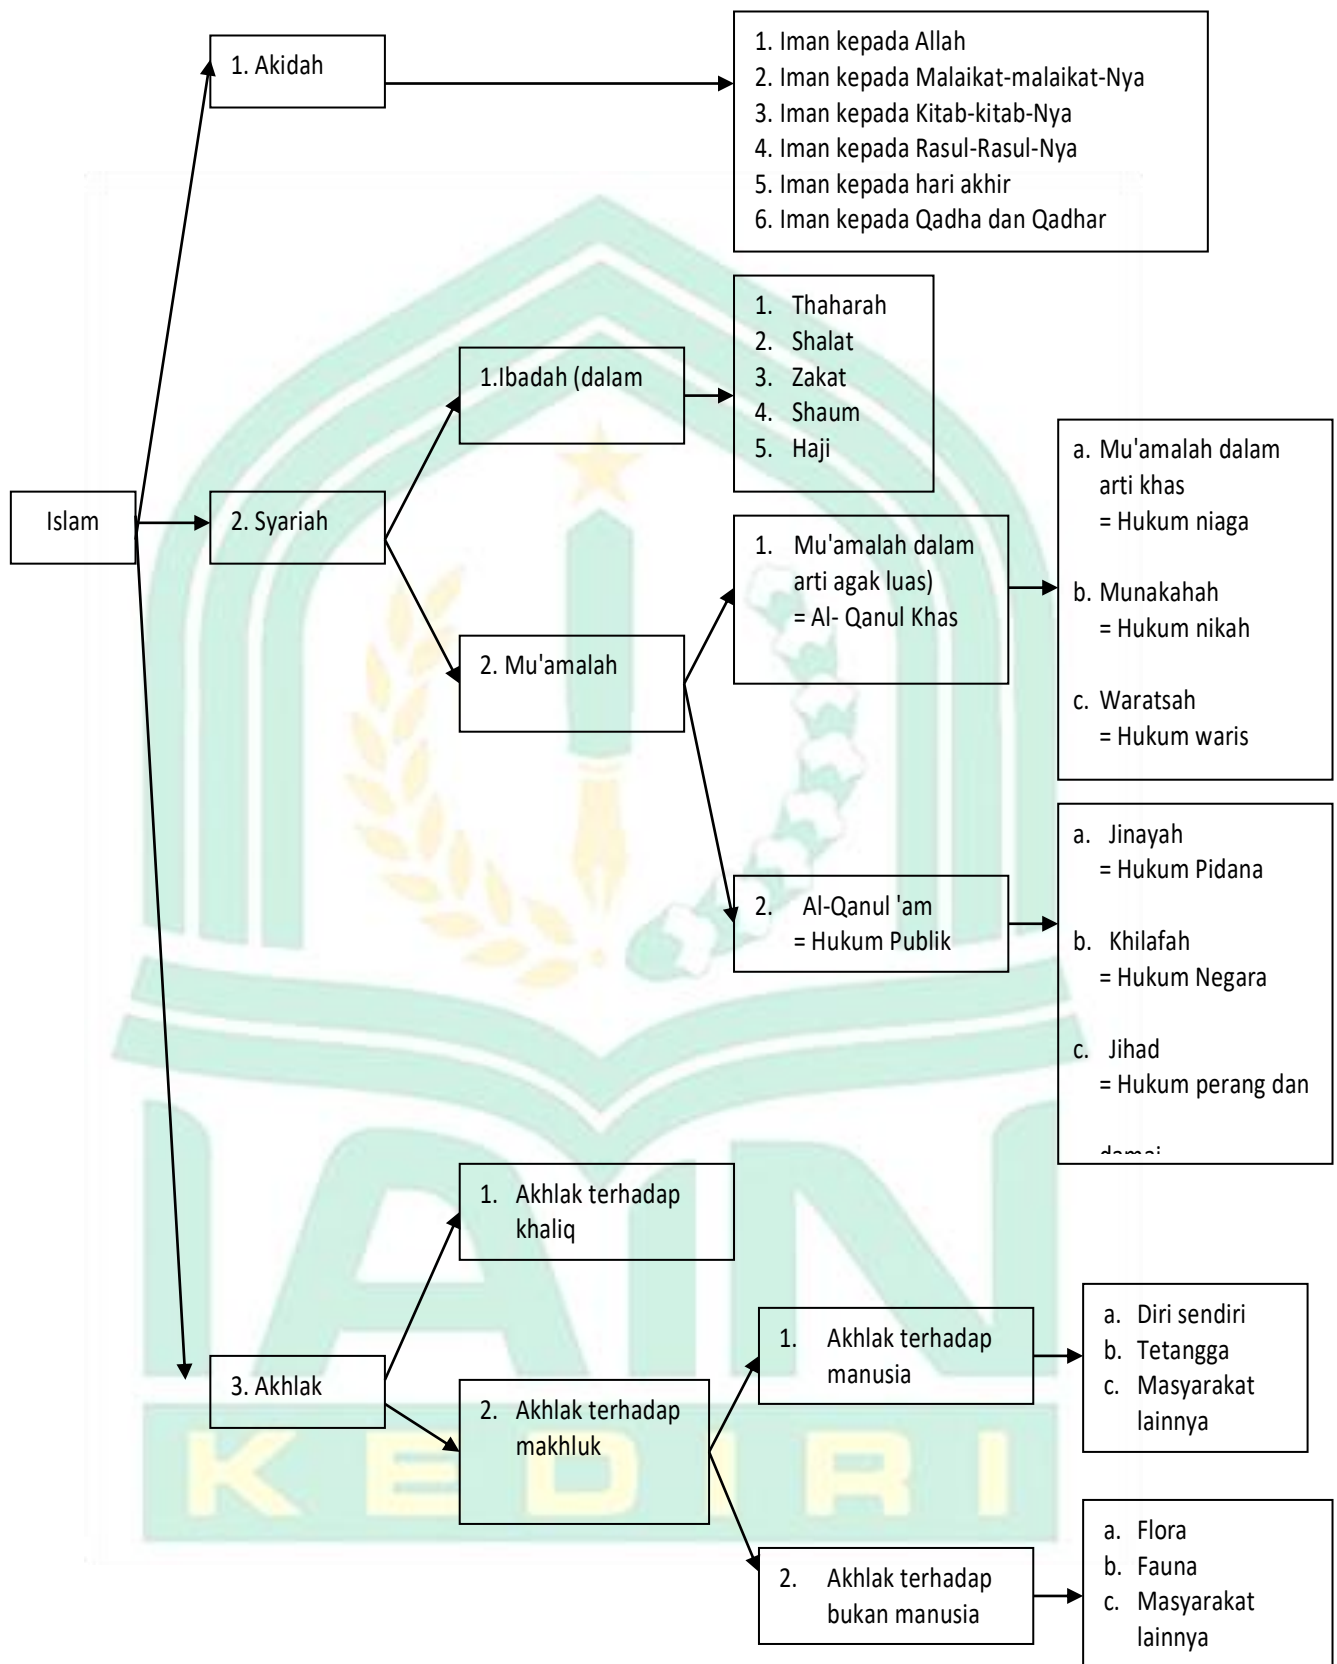 1. Akidah
1. Iman kepada Allah
2. Iman kepada Malaikat-malaikat-Nya
3. Iman kepada Kitab-kitab-Nya
4. Iman kepada Rasul-Rasul-Nya
5. Iman kepada hari akhir
6. Iman kepada Qadha dan Qadhar
1. Thaharah
2. Shalat
3. Zakat
4. Shaum
5. Haji
1.Ibadah (dalam
Islam
2. Syariah
2. Mu'amalah
1. Mu'amalah dalam
arti agak luas)
= Al- Qanul Khas
a. Mu'amalah dalam
arti khas
= Hukum niaga
b. Munakahah
= Hukum nikah
c. Waratsah
= Hukum waris
2. Al-Qanul 'am
= Hukum Publik
a. Jinayah
= Hukum Pidana
b. Khilafah
= Hukum Negara
c. Jihad
= Hukum perang dan
3. Akhlak
1. Akhlak terhadap
khaliq
2. Akhlak terhadap
makhluk
1. Akhlak terhadap
manusia
a. Diri sendiri
b. Tetangga
c. Masyarakat
lainnya
2. Akhlak terhadap
bukan manusia
a. Flora
b. Fauna
c. Masyarakat
lainnya
IAIN
KEDIRI